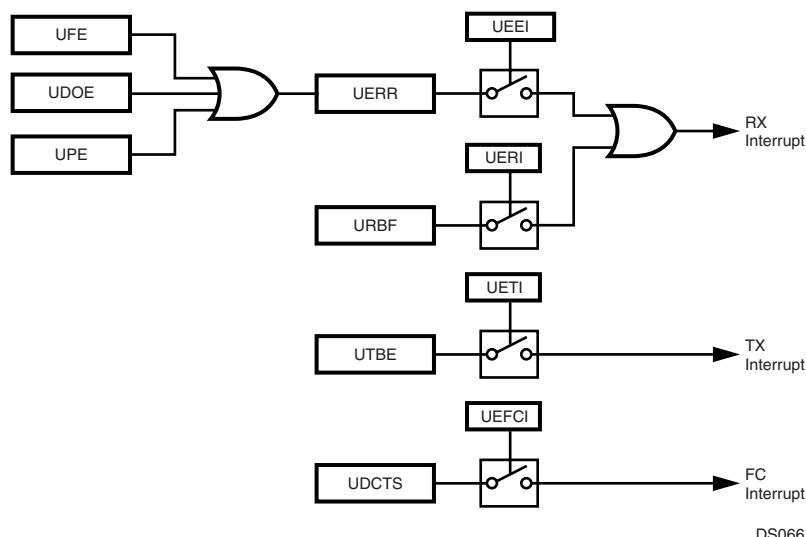 UFE
UEEI
UDOE
UERR
UPE
RX
Interrupt
UERI
URBF
UETI
UTBE
TX
Interrupt
UEFCI
UDCTS
FC
Interrupt
DS066